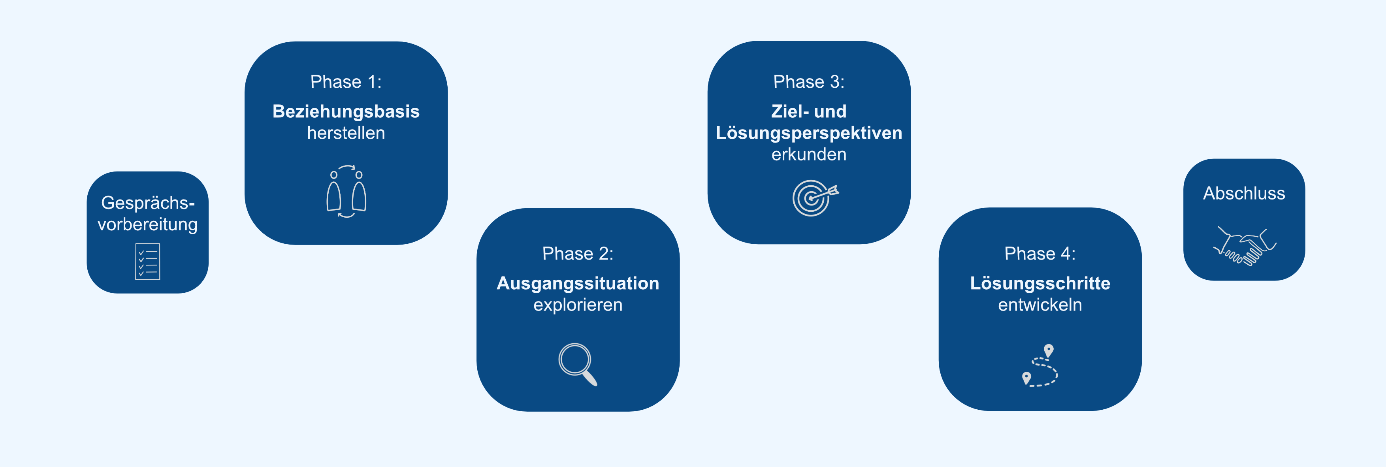 Gesprächs-
vorbereitung
Phase 1:
Beziehungsbasis
herstellen
Phase 2:
Ausgangssituation
explorieren
Phase 3:
Ziel- und
Lösungsperspektiven
erkunden
Phase 4:
Lösungsschritte
entwickeln
Abschluss